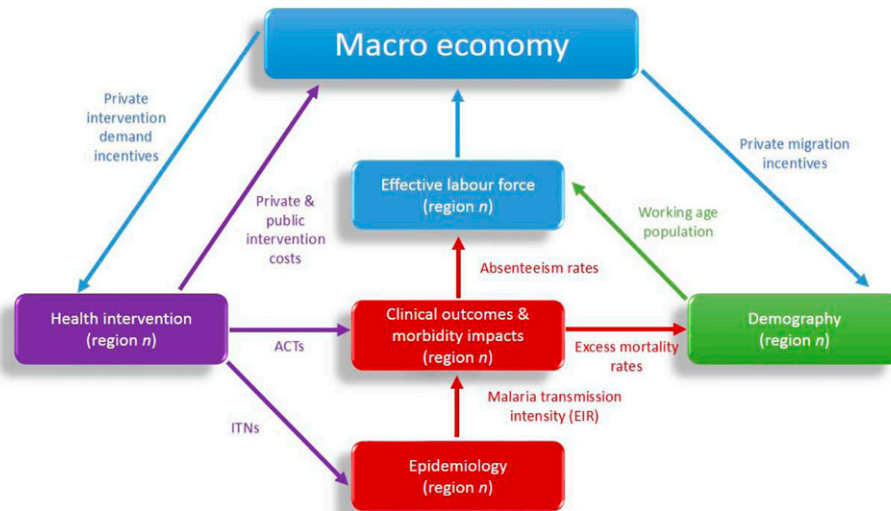 Macro economy
Private
intervention
demand
incentives
Private migration
incentives
Effective labour force
(region n)
Private &
public
intervention
costs
Working age
population
Absenteeism rates
Health intervention
(region n)
Clinical outcomes &
morbidity impacts
(region n)
Demography
(region n)
ACTs
Excess mortality
rates
Malaria transmission
intensity (EIR)
ITNs
Epidemiology
(region n)